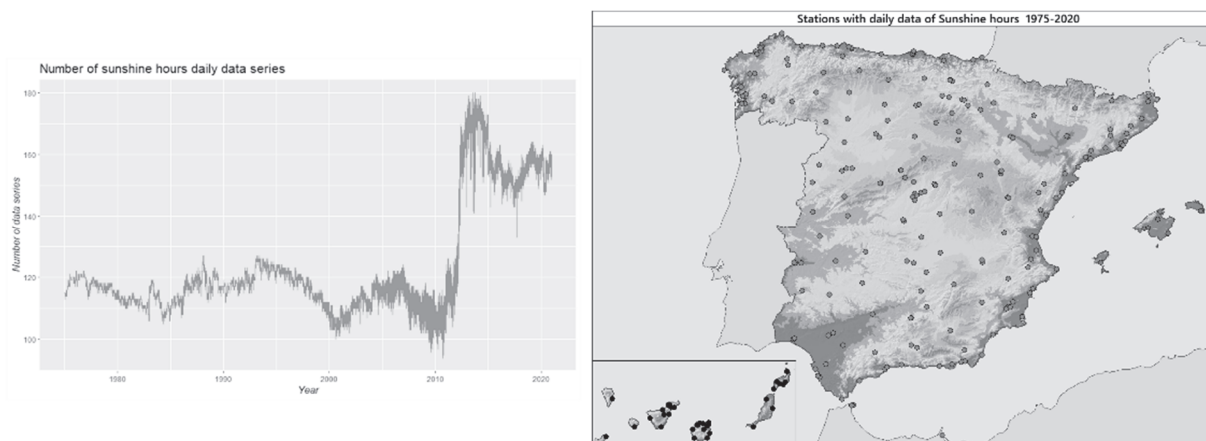 Number of sunshine hours daily data series
Number of data series
180
160
140
120
100
1980
1990
2000
2010
2020
Year
Stations with daily data of Sunshine hours 1975-2020